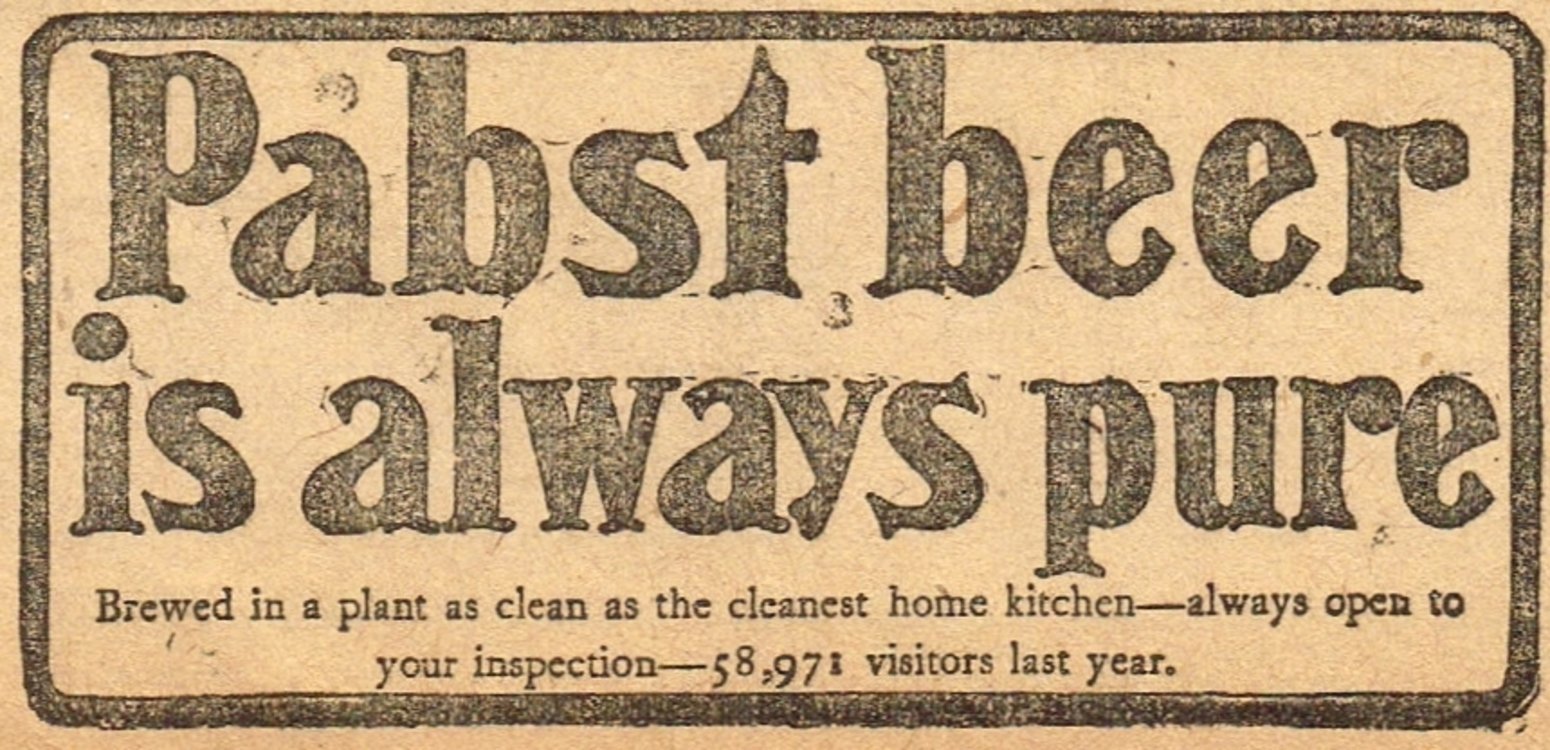 Pabst beer
is always pure
Brewed in a plant as clean as the cleanest home kitchen—always open to
your inspection—58,971 visitors last year.